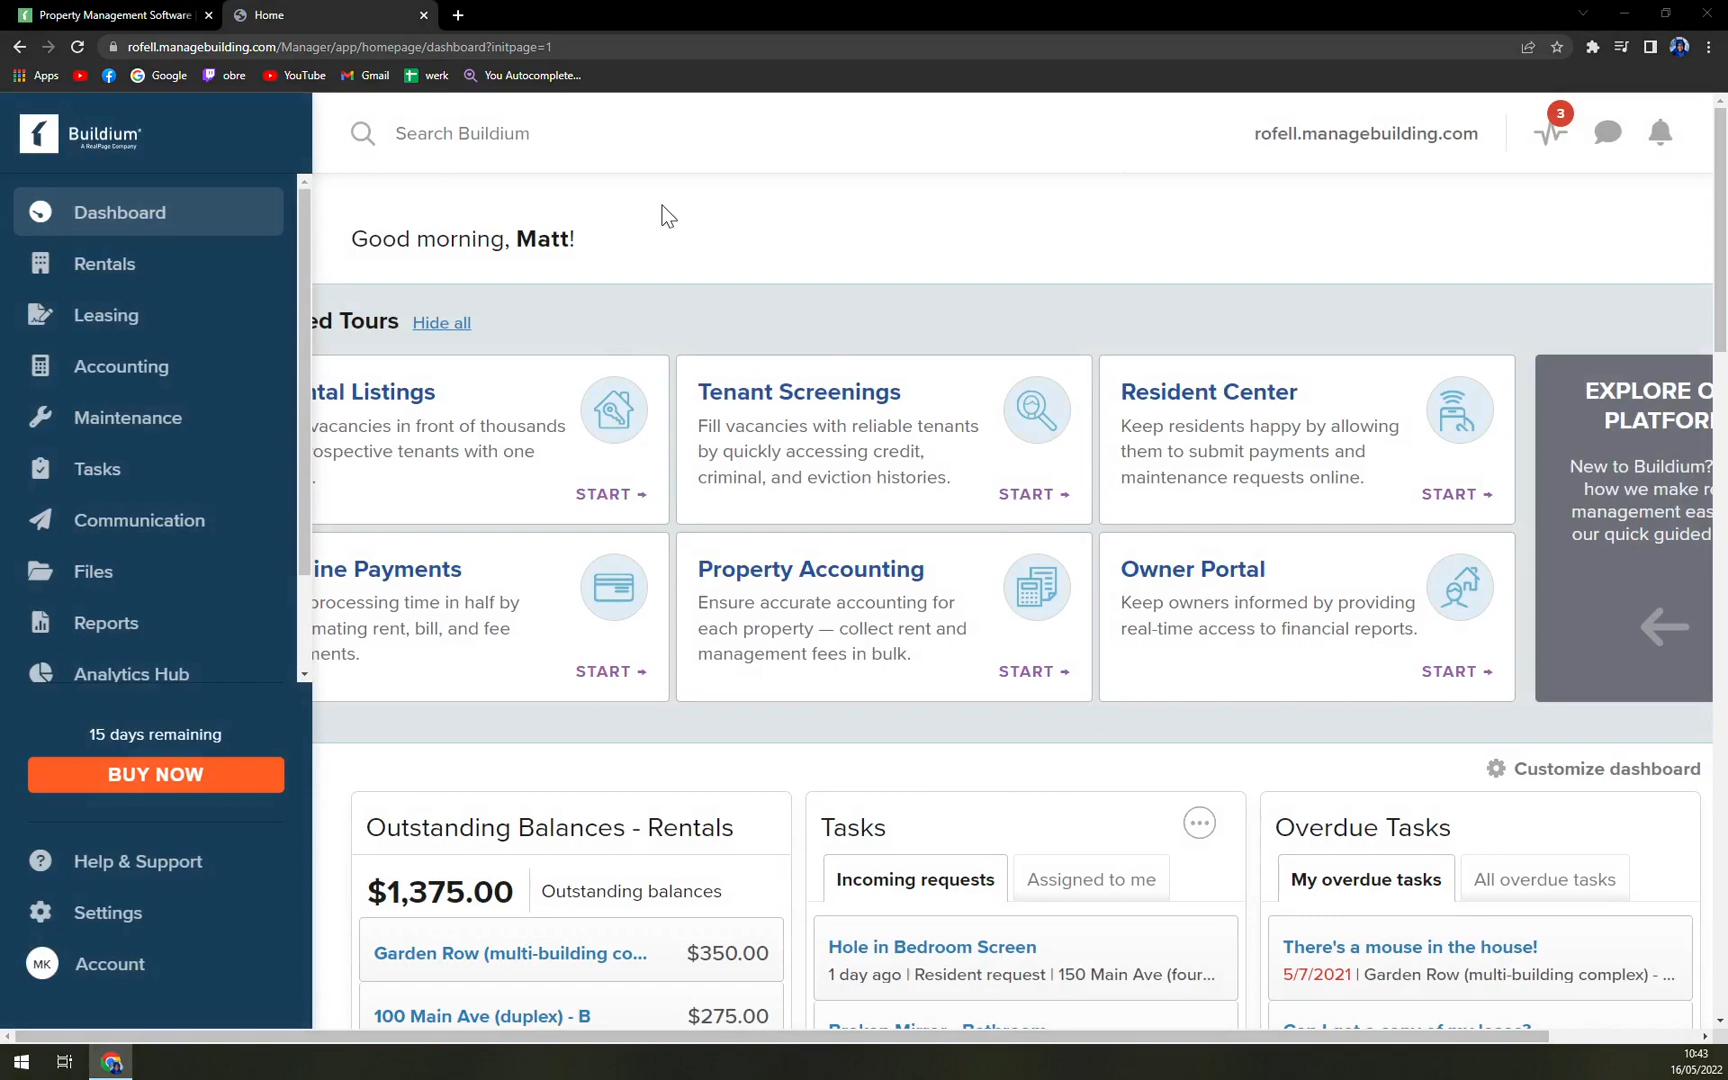 Property Management Software
Home
rofell.managebuilding.com/Manager/app/homepage/dashboard?initpage=1
Apps
Google
obre
YouTube
Gmail
werk
You Autocomplete...
Buildium®
A RealPage Company
Search Buildium
rofell.managebuilding.com
3
Dashboard
Rentals
Leasing
Accounting
Maintenance
Tasks
Communication
Files
Reports
Analytics Hub
15 days remaining
BUY NOW
Help & Support
Settings
MK
Account
Good morning, Matt!
ed Tours
Hide all
ntal Listings
vacancies in front of thousands
ospective tenants with one
.
START →
Tenant Screenings
Fill vacancies with reliable tenants
by quickly accessing credit,
criminal, and eviction histories.
START →
Resident Center
Keep residents happy by allowing
them to submit payments and
maintenance requests online.
START →
ine Payments
processing time in half by
mating rent, bill, and fee
ments.
START →
Property Accounting
Ensure accurate accounting for
each property — collect rent and
management fees in bulk.
START →
Owner Portal
Keep owners informed by providing
real-time access to financial reports.
START →
EXPLORE O
PLATFOR
New to Buildium?
how we make r
management eas
our quick guided
Customize dashboard
Outstanding Balances - Rentals
$1,375.00
Outstanding balances
Garden Row (multi-building co...
$350.00
100 Main Ave (duplex) - B
$275.00
Tasks
Incoming requests
Assigned to me
Hole in Bedroom Screen
1 day ago | Resident request | 150 Main Ave (four...
Broken Mirror - Bathroom
Overdue Tasks
My overdue tasks
All overdue tasks
There's a mouse in the house!
5/7/2021 | Garden Row (multi-building complex) - ...
Can I get a copy of my lease?
10:43
16/05/2022